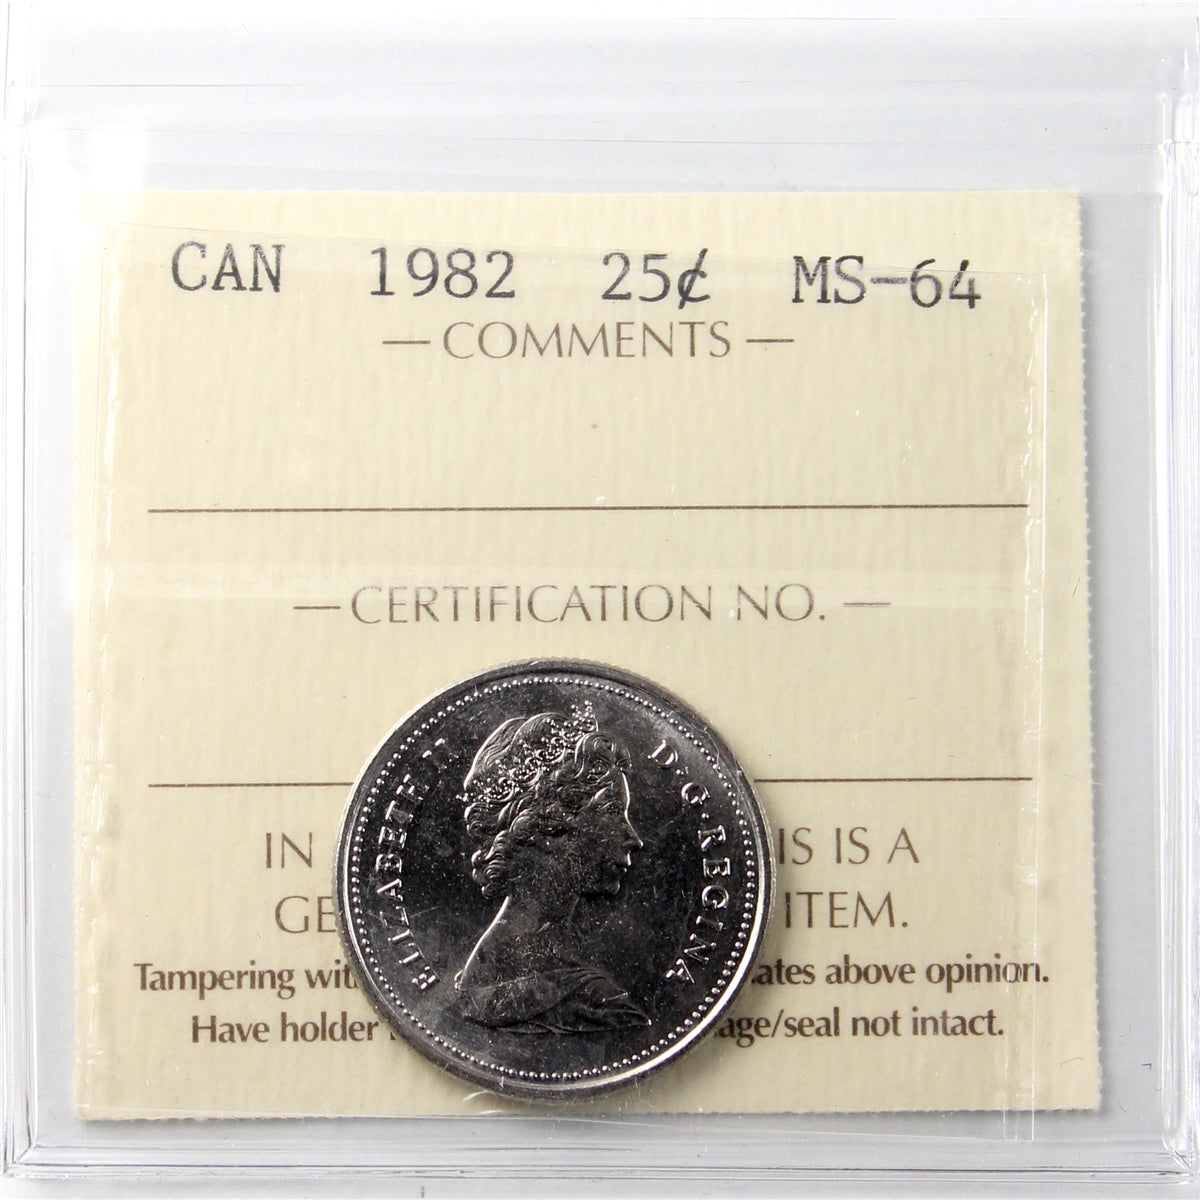 CAN 1982 25¢ MS-64
— COMMENTS —
— CERTIFICATION NO. —
ELIZABETH II D·G·REGINA
IN IS IS A
GE ITEM.
Tampering wit ates above opinion.
Have holder age/seal not intact.